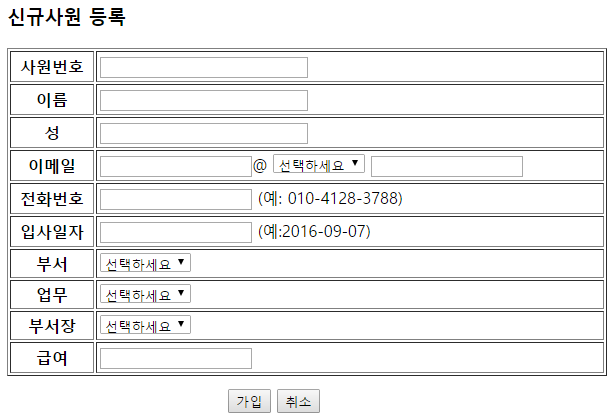 신규사원 등록
사원번호
이름
성
이메일 @ 선택하세요
전화번호 (예: 010-4128-3788)
입사일자 (예:2016-09-07)
부서 선택하세요
업무 선택하세요
부서장 선택하세요
급여
가입 취소